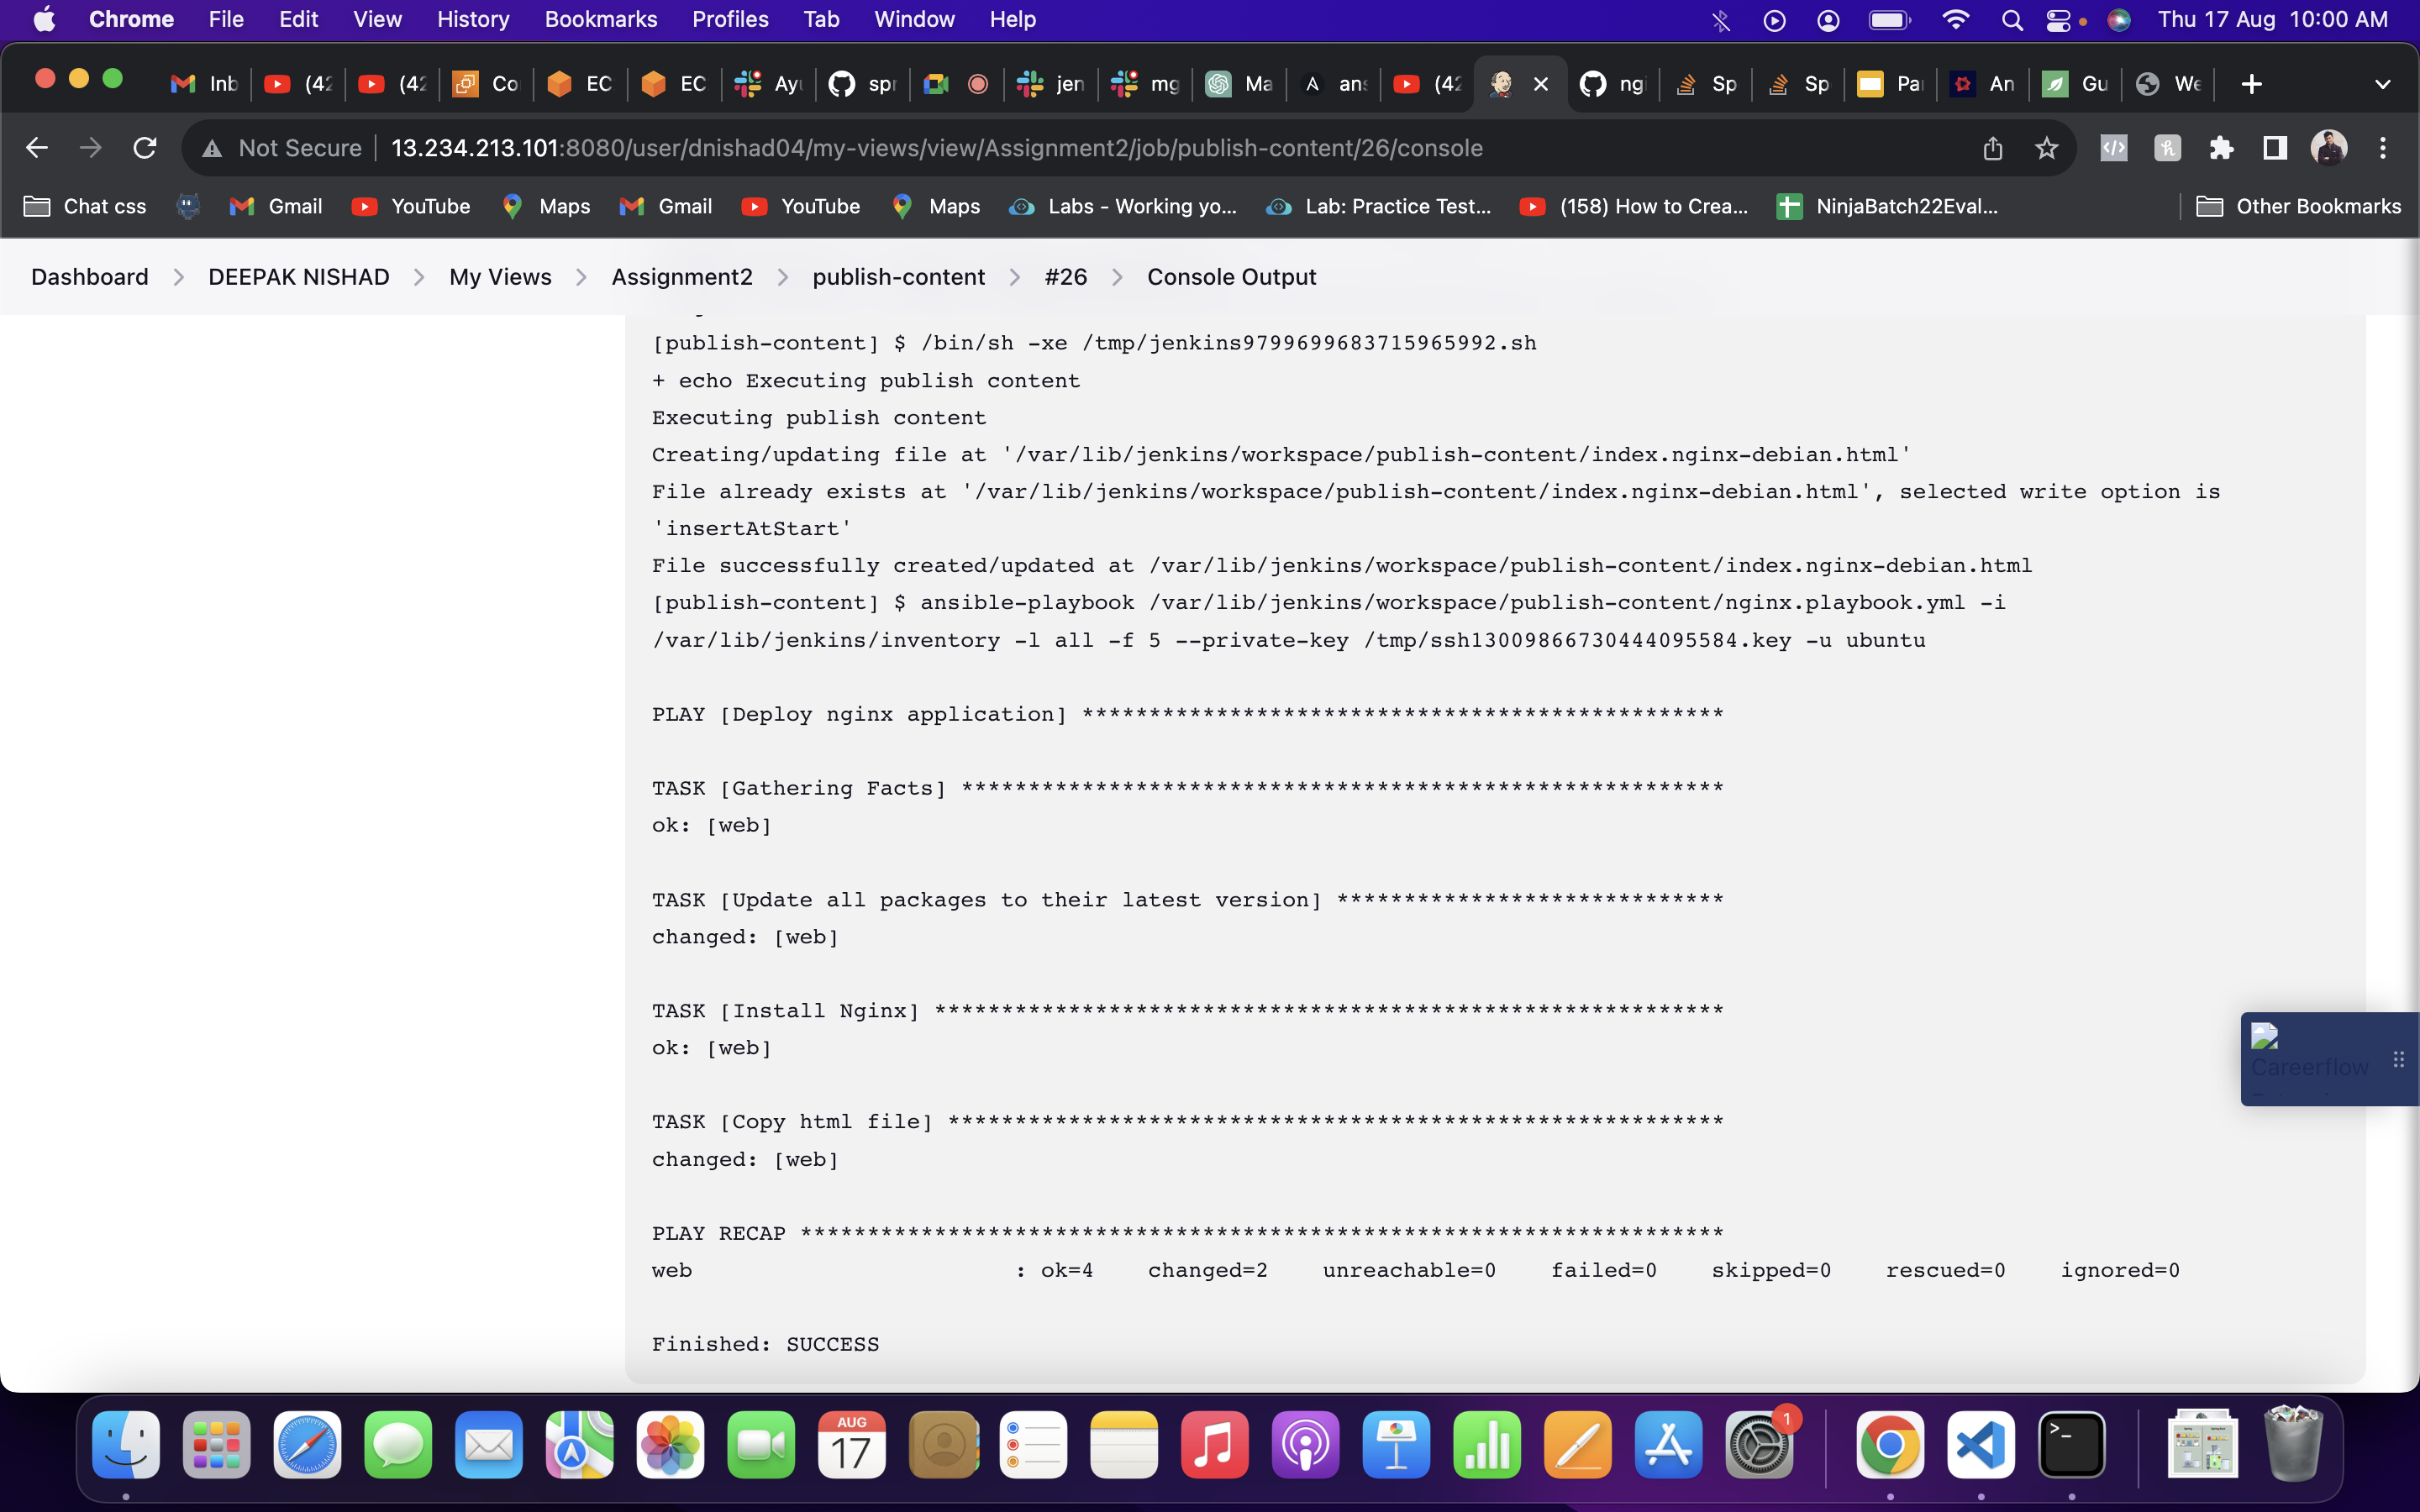 Chrome File Edit View History Bookmarks Profiles Tab Window Help Thu 17 Aug 10:00 AM
Inb (42 (42 Co EC EC Ayu spr jen mg Ma ans (42 ngi Sp Sp Pa An Gu We
Not Secure 13.234.213.101:8080/user/dnishad04/my-views/view/Assignment2/job/publish-content/26/console
Chat css Gmail YouTube Maps Gmail YouTube Maps Labs - Working yo... Lab: Practice Test... (158) How to Crea... NinjaBatch22Eval... Other Bookmarks
Dashboard > DEEPAK NISHAD > My Views > Assignment2 > publish-content > #26 > Console Output
[publish-content] $ /bin/sh -xe /tmp/jenkins9799699683715965992.sh
+ echo Executing publish content
Executing publish content
Creating/updating file at '/var/lib/jenkins/workspace/publish-content/index.nginx-debian.html'
File already exists at '/var/lib/jenkins/workspace/publish-content/index.nginx-debian.html', selected write option is
'insertAtStart'
File successfully created/updated at /var/lib/jenkins/workspace/publish-content/index.nginx-debian.html
[publish-content] $ ansible-playbook /var/lib/jenkins/workspace/publish-content/nginx.playbook.yml -i
/var/lib/jenkins/inventory -l all -f 5 --private-key /tmp/ssh13009866730444095584.key -u ubuntu
PLAY [Deploy nginx application] ************************************************
TASK [Gathering Facts] *********************************************************
ok: [web]
TASK [Update all packages to their latest version] *****************************
changed: [web]
TASK [Install Nginx] ***********************************************************
ok: [web]
TASK [Copy html file] **********************************************************
changed: [web]
PLAY RECAP *********************************************************************
web : ok=4 changed=2 unreachable=0 failed=0 skipped=0 rescued=0 ignored=0
Finished: SUCCESS
Careerflow
AUG
17
1